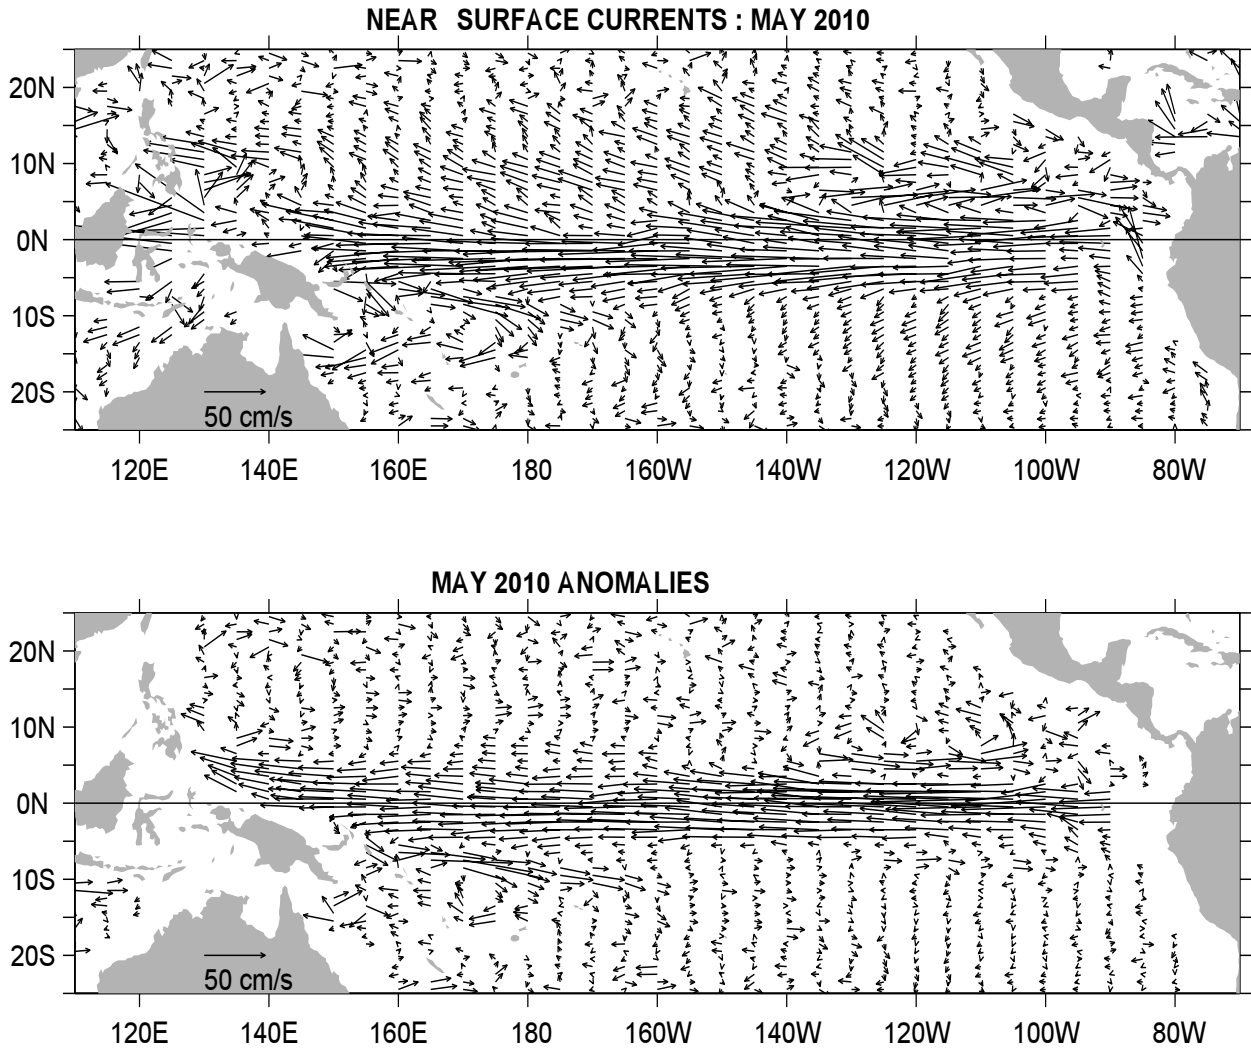 NEAR SURFACE CURRENTS : MAY 2010
20N
10N
0N
10S
20S
50 cm/s
120E 140E 160E 180 160W 140W 120W 100W 80W
MAY 2010 ANOMALIES
20N
10N
0N
10S
20S
50 cm/s
120E 140E 160E 180 160W 140W 120W 100W 80W